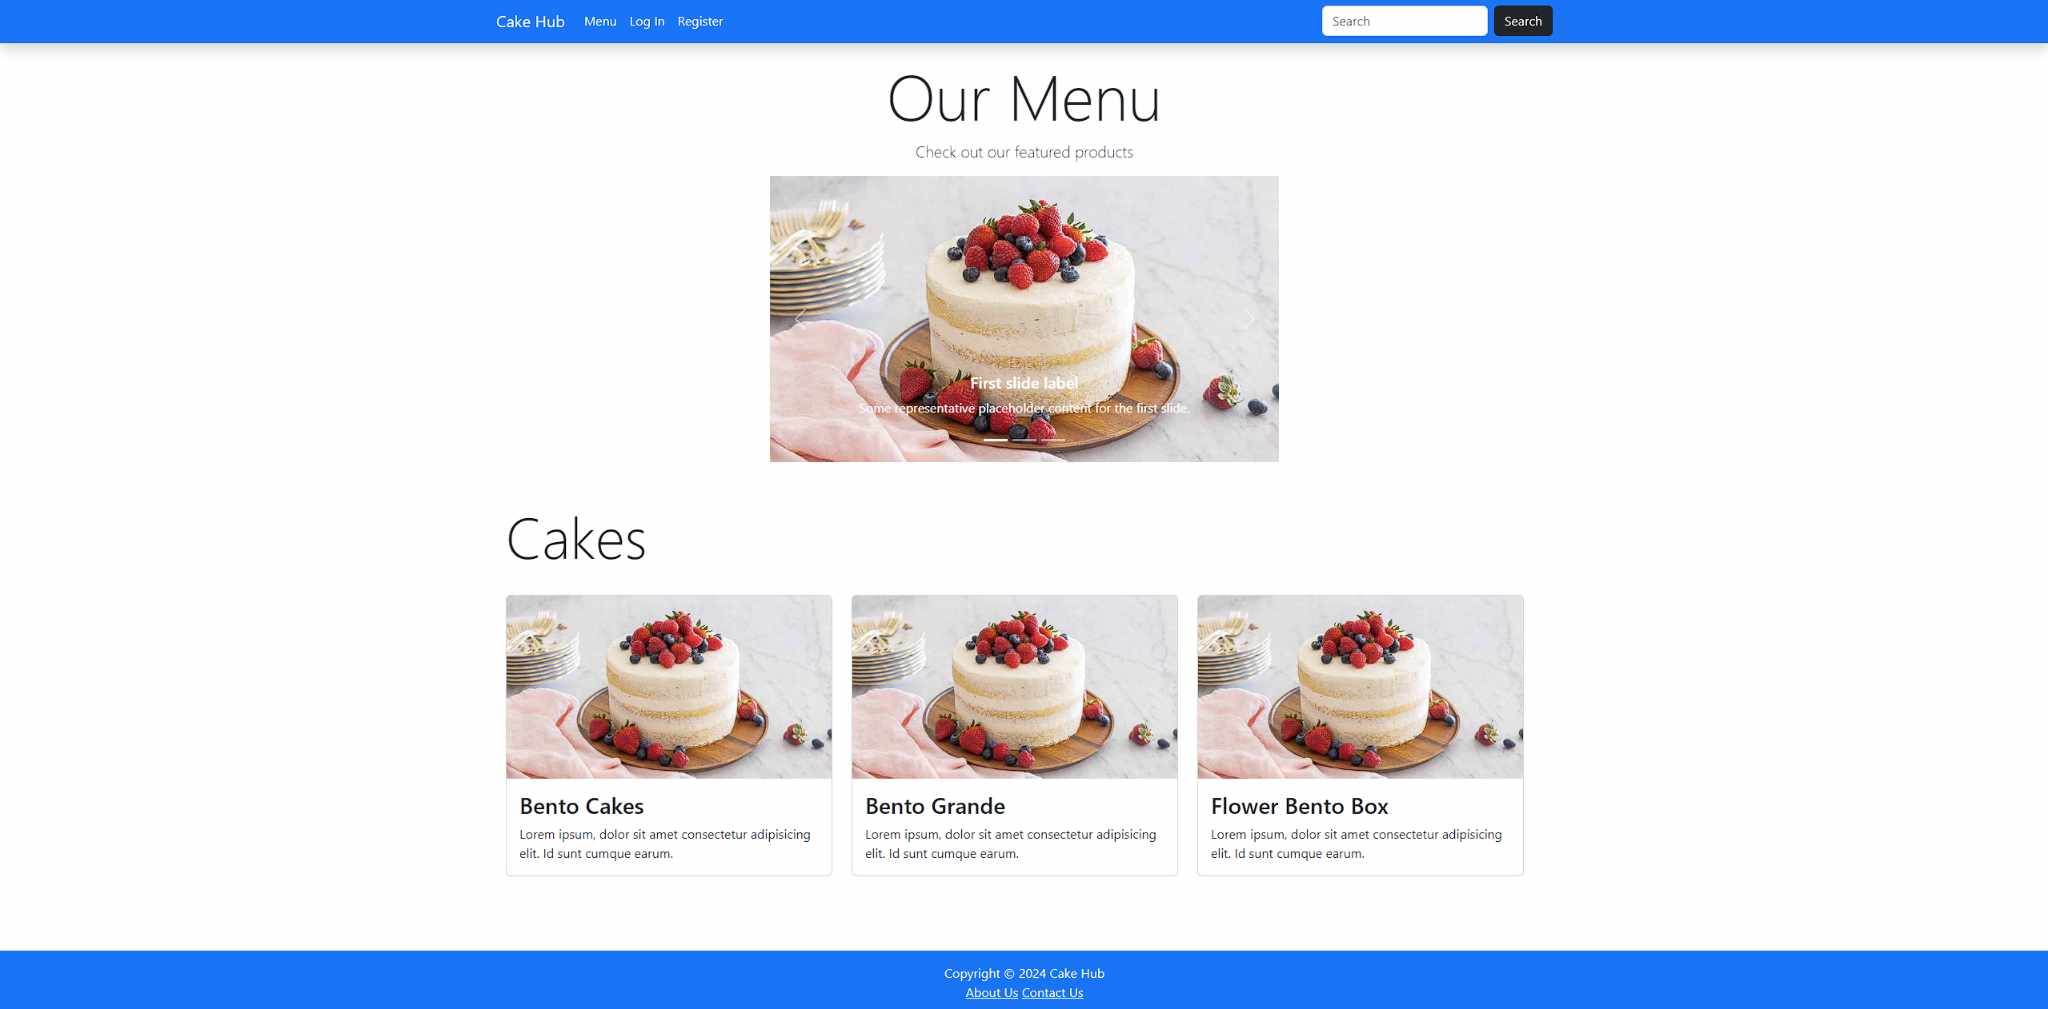 Cake Hub Menu Log In Register Search Search
Our Menu
Check out our featured products
First slide label
Some representative placeholder content for the first slide.
Cakes
Bento Cakes
Lorem ipsum, dolor sit amet consectetur adipisicing
elit. Id sunt cumque earum.
Bento Grande
Lorem ipsum, dolor sit amet consectetur adipisicing
elit. Id sunt cumque earum.
Flower Bento Box
Lorem ipsum, dolor sit amet consectetur adipisicing
elit. Id sunt cumque earum.
Copyright © 2024 Cake Hub
About Us Contact Us